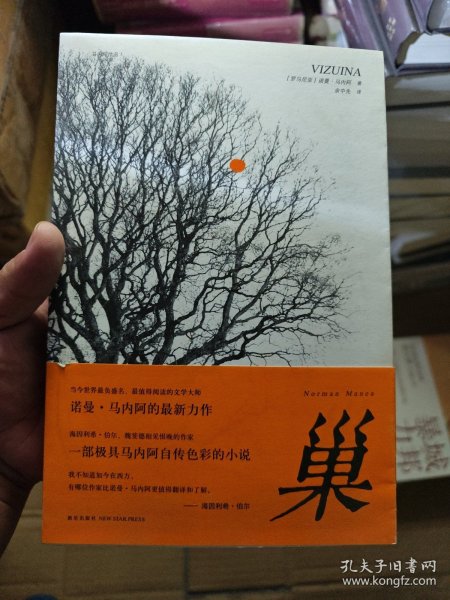 VIZUINA
[罗马尼亚]诺曼·马内阿 著
余中先 译
当今世界最负盛名、最值得阅读的文学大师
诺曼·马内阿的最新力作
海因利希·伯尔、魏斯德相见恨晚的作家
一部极具马内阿自传色彩的小说
我不知道如今在西方,
有哪位作家比诺曼·马内阿更值得翻译和了解。
——海因利希·伯尔
新星出版社 NEW STAR PRESS
Norman Manea
巢
孔夫子旧书网
www.kongfz.com